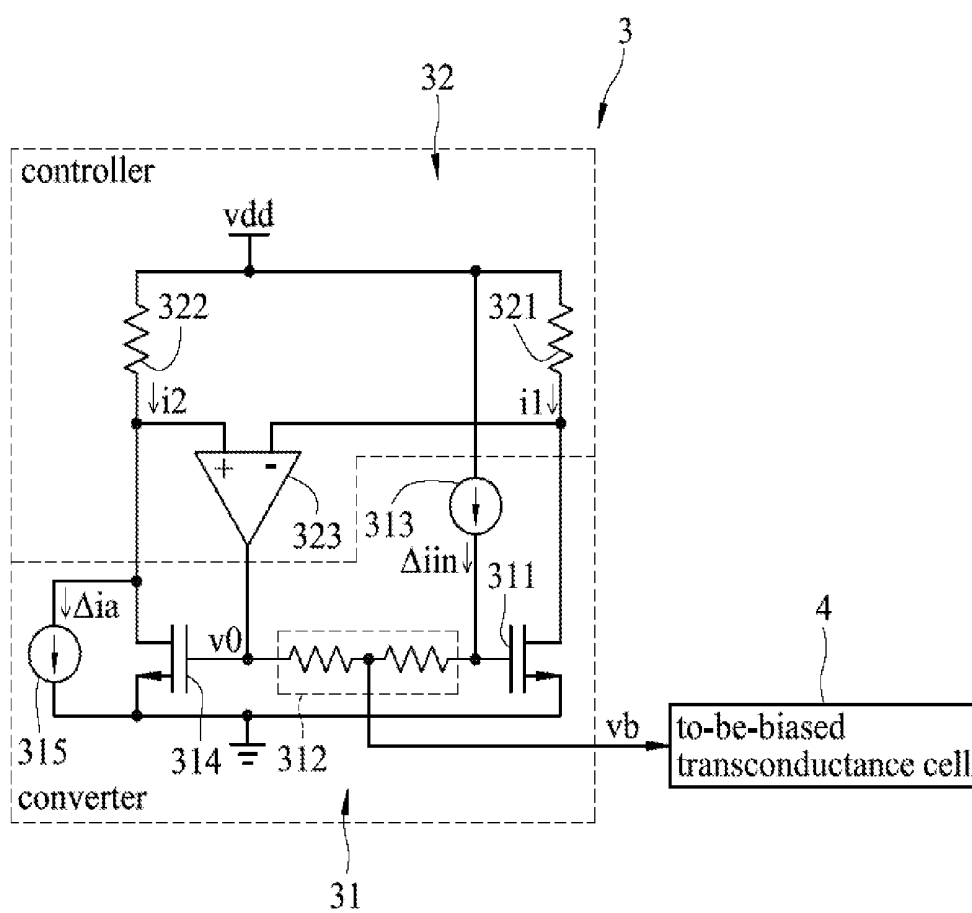 3
32
controller
vdd
322
321
i2
i1
+
-
323
313
Δiin
311
Δia
v0
4
315
314
312
vb
to-be-biased
transconductance cell
converter
31